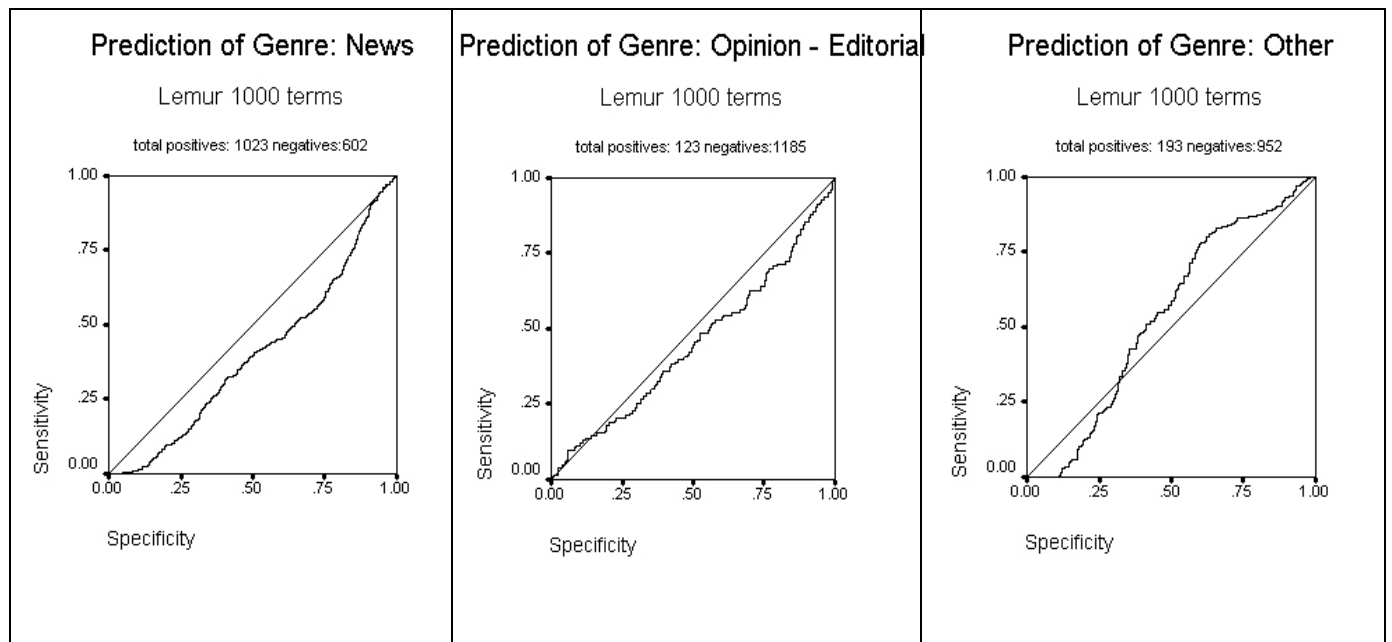 Prediction of Genre: News
Lemur 1000 terms
total positives: 1023 negatives:602
1.00
.75
.50
.25
0.00
Sensitivity
0.00 .25 .50 .75 1.00
Specificity
Prediction of Genre: Opinion - Editorial
Lemur 1000 terms
total positives: 123 negatives:1185
1.00
.75
.50
.25
0.00
Sensitivity
0.00 .25 .50 .75 1.00
Specificity
Prediction of Genre: Other
Lemur 1000 terms
total positives: 193 negatives:952
1.00
.75
.50
.25
0.00
Sensitivity
0.00 .25 .50 .75 1.00
Specificity